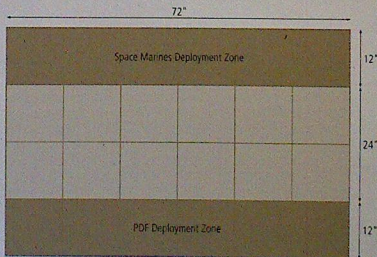 72"
Space Marines Deployment Zone
12"
24"
PDF Deployment Zone
12"